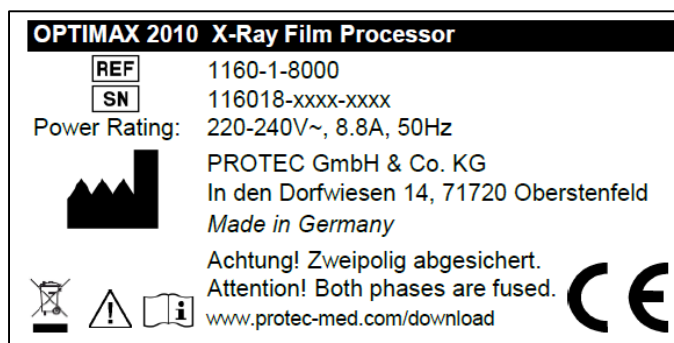 OPTIMAX 2010 X-Ray Film Processor
REF 1160-1-8000
SN 116018-xxxx-xxxx
Power Rating: 220-240V~, 8.8A, 50Hz
PROTEC GmbH & Co. KG
In den Dorfwiesen 14, 71720 Oberstenfeld
Made in Germany
Achtung! Zweipolig abgesichert.
Attention! Both phases are fused.
www.protec-med.com/download
CE